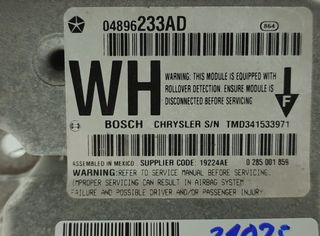 04896233AD 864
WH WARNING: THIS MODULE IS EQUIPPED WITH
ROLLOVER DETECTION. ENSURE MODULE IS
DISCONNECTED BEFORE SERVICING
F
BOSCH CHRYSLER S/N TMD341533971
ASSEMBLED IN MEXICO SUPPLIER CODE 19224AE 0 285 001 859
WARNING:REFER TO SERVICE MANUAL BEFORE SERVICING.
IMPROPER SERVICING CAN RESULT IN AIRBAG SYSTEM
FAILURE AND POSSIBLE DRIVER AND/OR PASSENGER INJURY